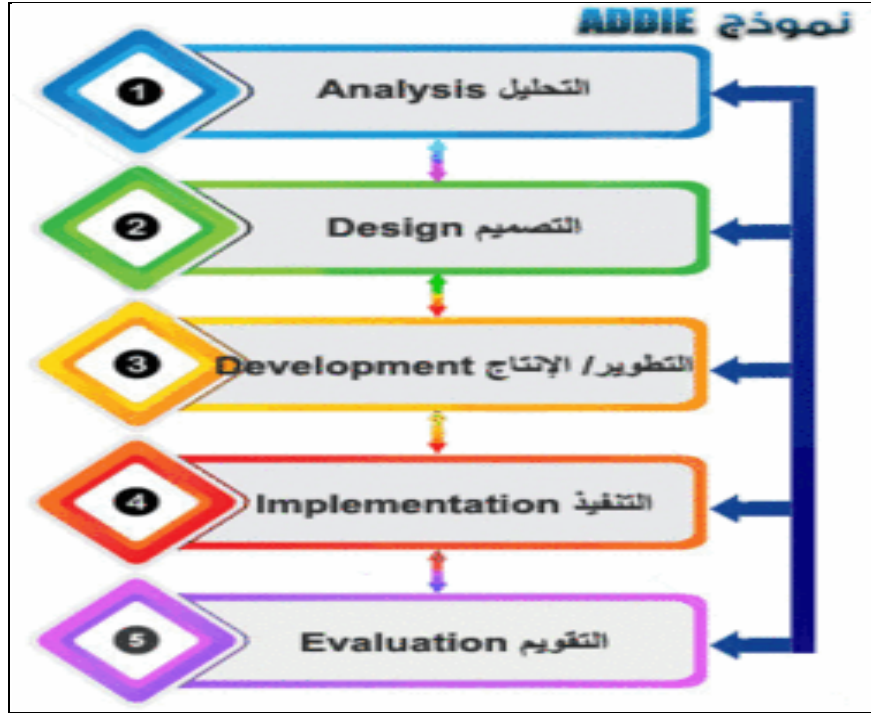 نموذج ADDIE
1
التحليل Analysis
2
التصميم Design
3
التطوير/ الإنتاج Development
4
التنفيذ Implementation
5
التقويم Evaluation